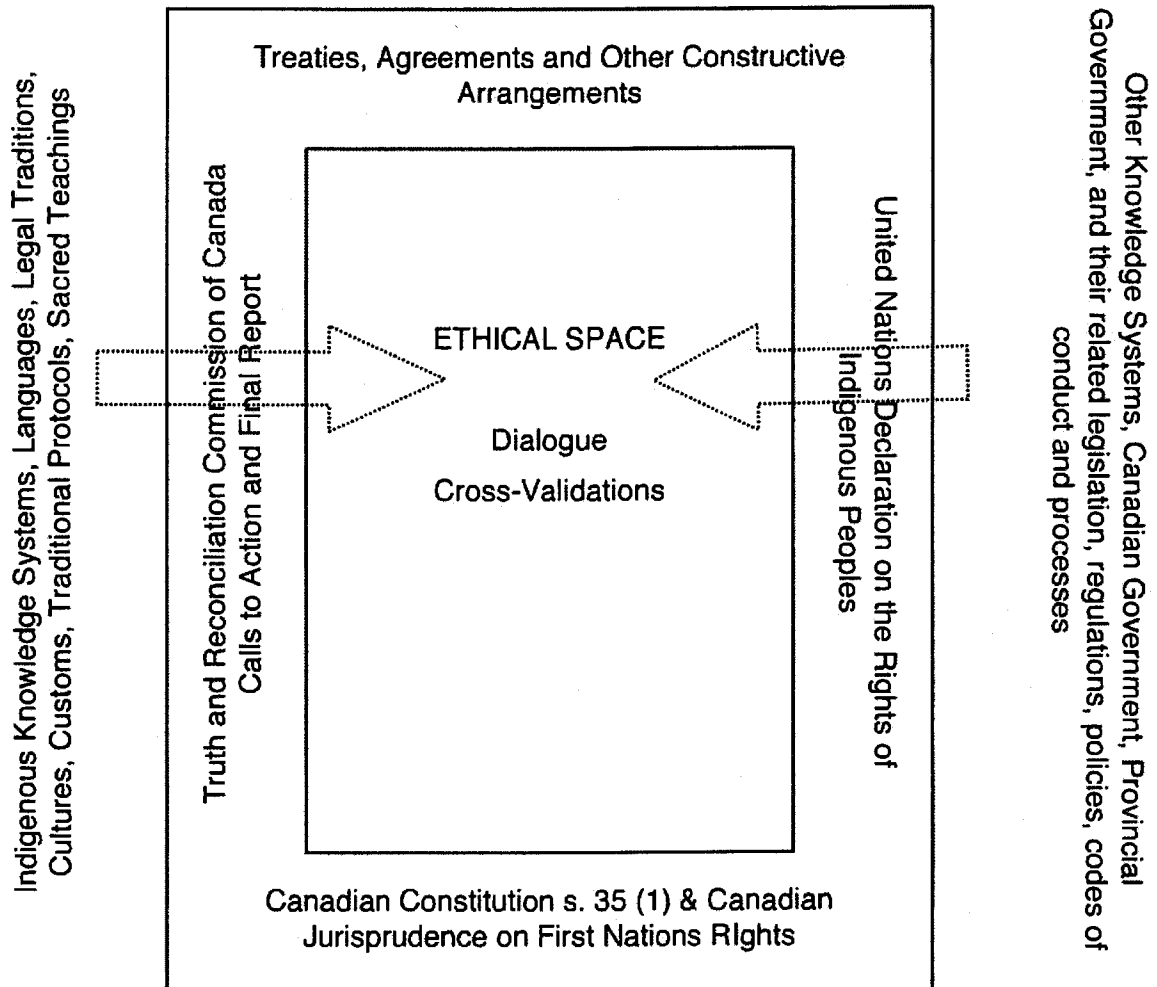 Indigenous Knowledge Systems, Languages, Legal Traditions,
Cultures, Customs, Traditional Protocols, Sacred Teachings
Treaties, Agreements and Other Constructive
Arrangements
Truth and Reconciliation Commission of Canada
Calls to Action and Final Report
ETHICAL SPACE
Dialogue
Cross-Validations
United Nations Declaration on the Rights of
Indigenous Peoples
Canadian Constitution s. 35 (1) & Canadian
Jurisprudence on First Nations RIghts
Other Knowledge Systems, Canadian Government, Provincial
Government, and their related legislation, regulations, policies, codes of
conduct and processes